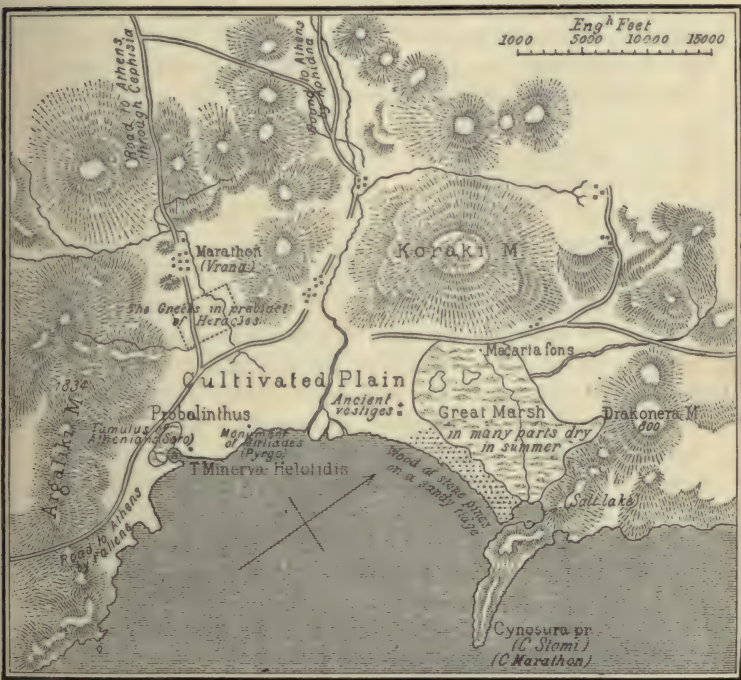 Engh Feet
1000 5000 10000 15000
Road to Athens
through Cephisia
Road to Athens
by Aphidna
Koraki M.
Marathon
(Vrana)
The Greeks in precinct
of Heracles
Macaria fons
Cultivated Plain
1834
Argaliki M.
Probalinthus
Tumulus of
Athenians (Soro)
Monument
of Miltiades
(Pyrgo)
T Minervæ Hellotidis
Ancient
vestiges
Great Marsh
in many parts dry
in summer
Drakonera M.
800
Wood of stone pines
on a sandy ridge
(Salt lake)
Road to Athens
by Pallene
Cynosura pr.
(C Stomi)
(C Marathon)